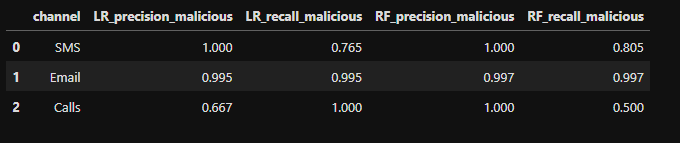 channel LR_precision_malicious LR_recall_malicious RF_precision_malicious RF_recall_malicious
0 SMS 1.000 0.765 1.000 0.805
1 Email 0.995 0.995 0.997 0.997
2 Calls 0.667 1.000 1.000 0.500